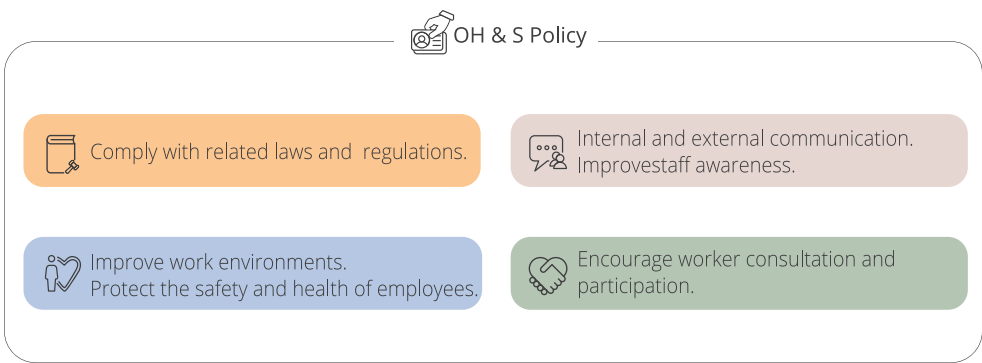 OH & S Policy
Comply with related laws and regulations.
Internal and external communication.
Improvestaff awareness.
Improve work environments.
Protect the safety and health of employees.
Encourage worker consultation and
participation.